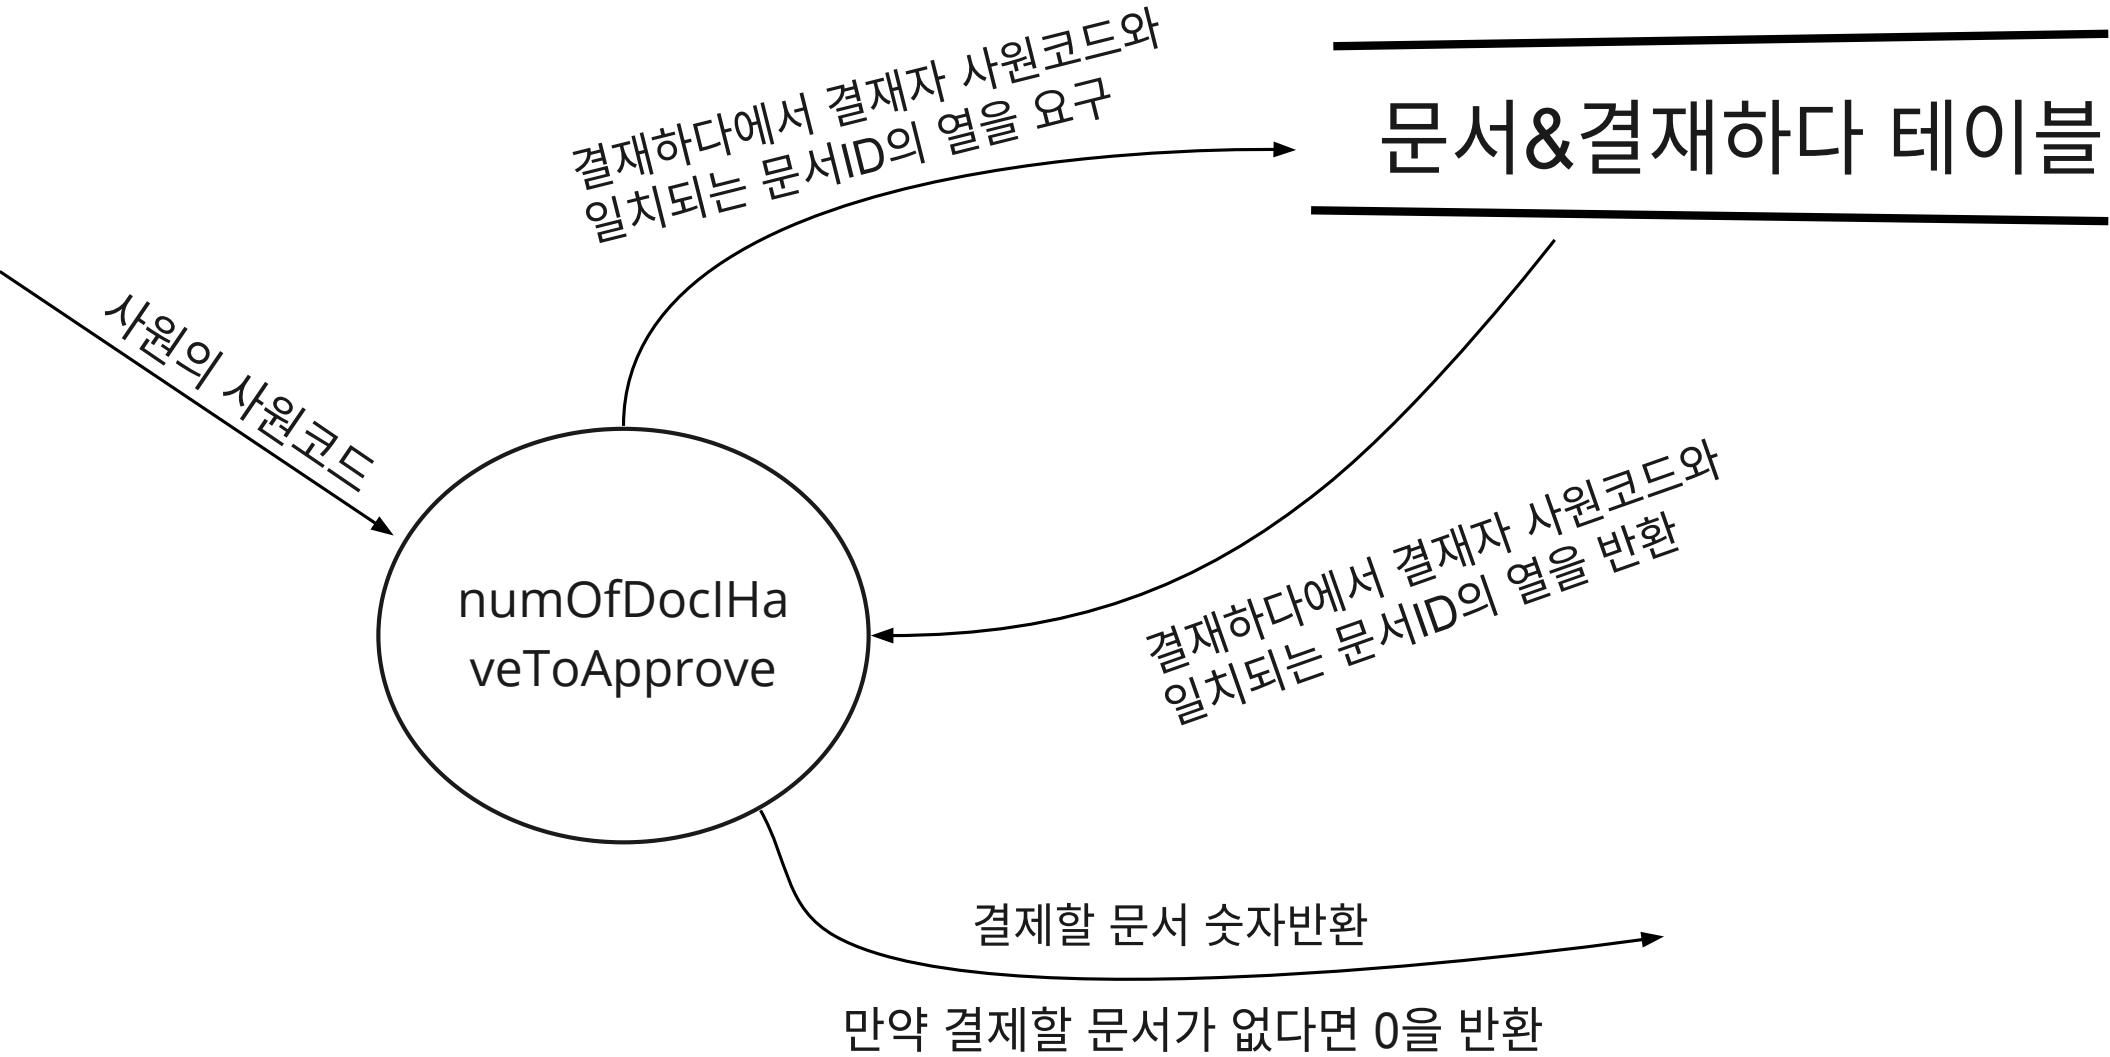 결재하다에서 결재자 사원코드와
일치되는 문서ID의 열을 요구
문서&결재하다 테이블
사원의 사원코드
numOfDocIHa
veToApprove
결재하다에서 결재자 사원코드와
일치되는 문서ID의 열을 반환
결제할 문서 숫자반환
만약 결제할 문서가 없다면 0을 반환